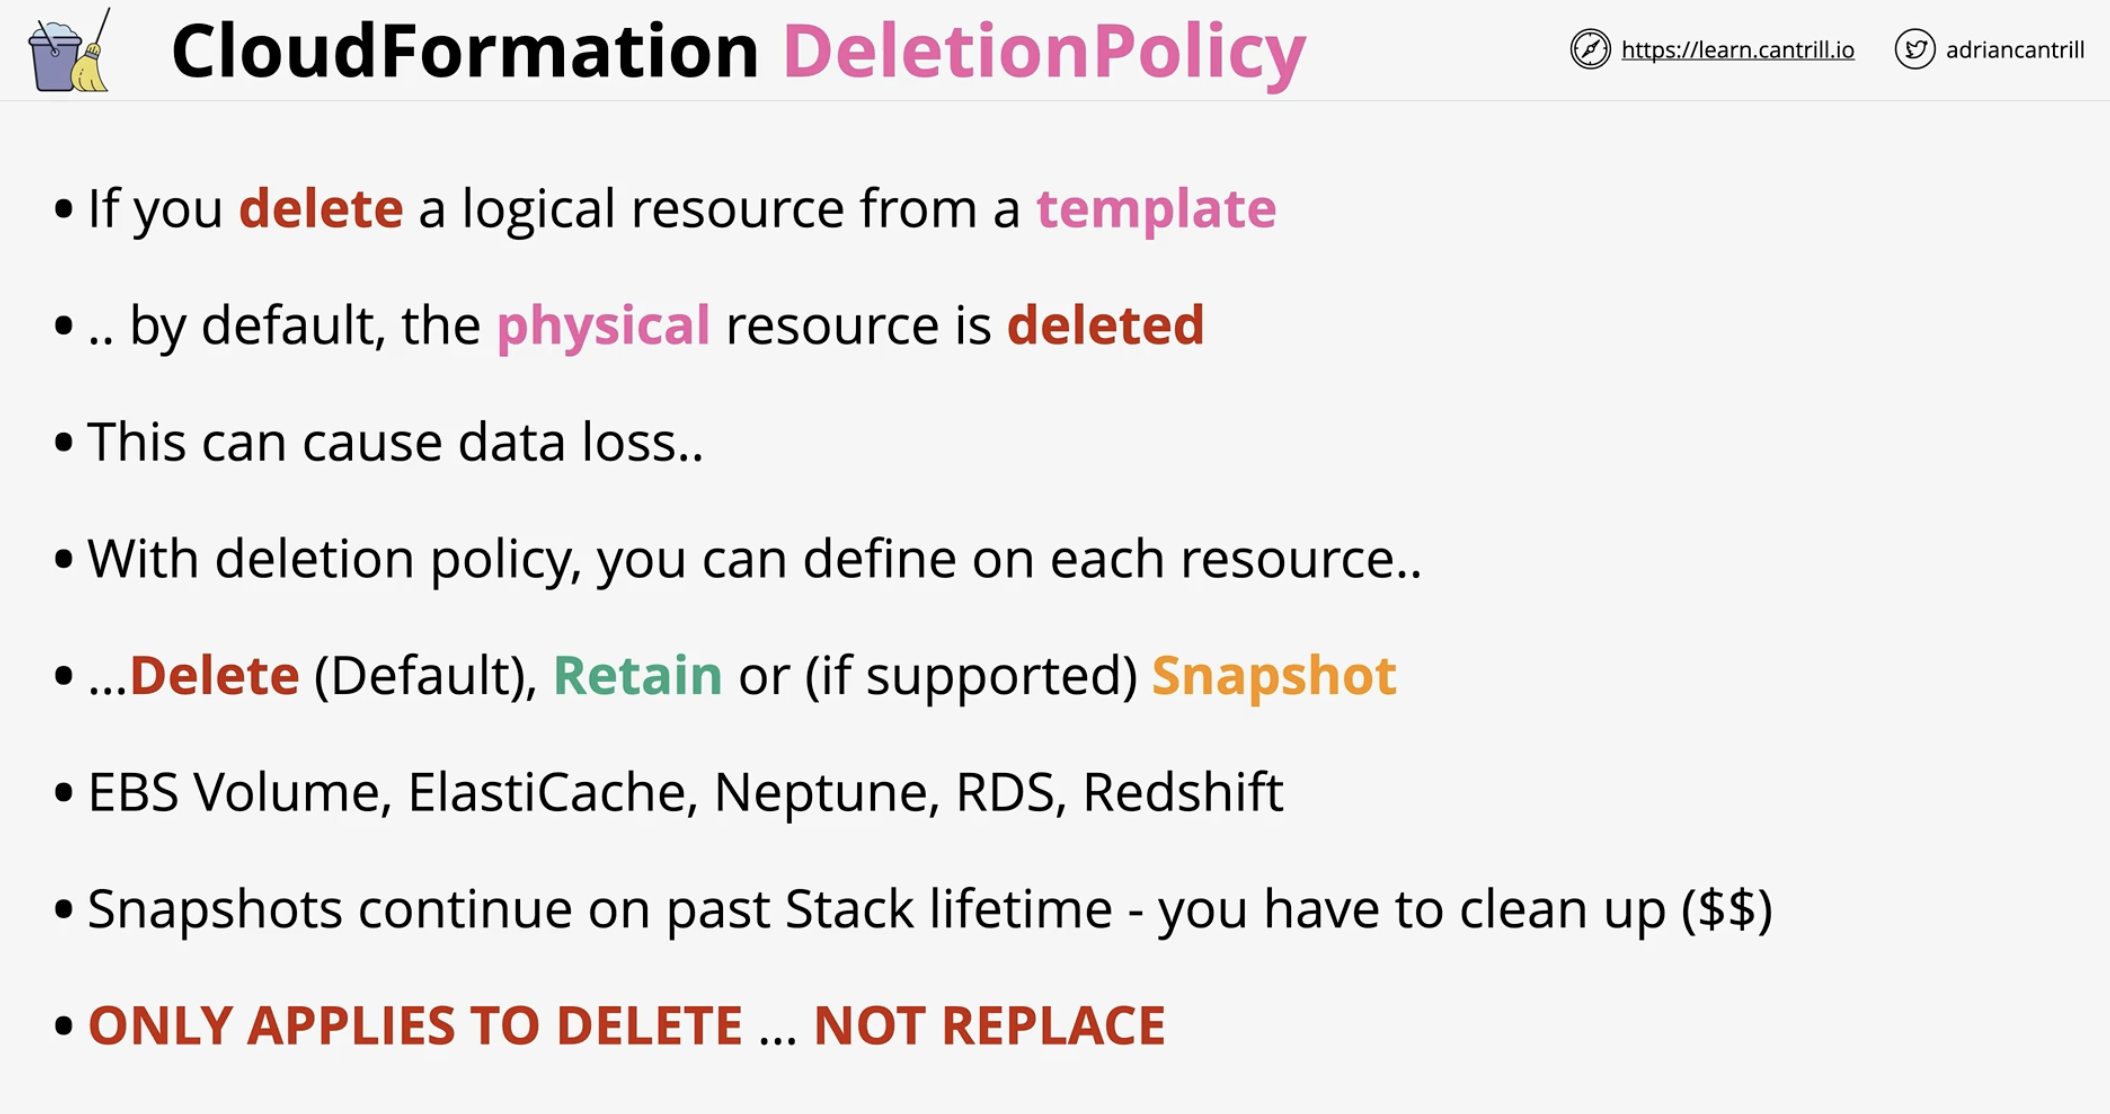 CloudFormation DeletionPolicy
https://learn.cantrill.io
adriancantrill
• If you delete a logical resource from a template
• .. by default, the physical resource is deleted
• This can cause data loss..
• With deletion policy, you can define on each resource..
• ...Delete (Default), Retain or (if supported) Snapshot
• EBS Volume, ElastiCache, Neptune, RDS, Redshift
• Snapshots continue on past Stack lifetime - you have to clean up ($$)
• ONLY APPLIES TO DELETE ... NOT REPLACE